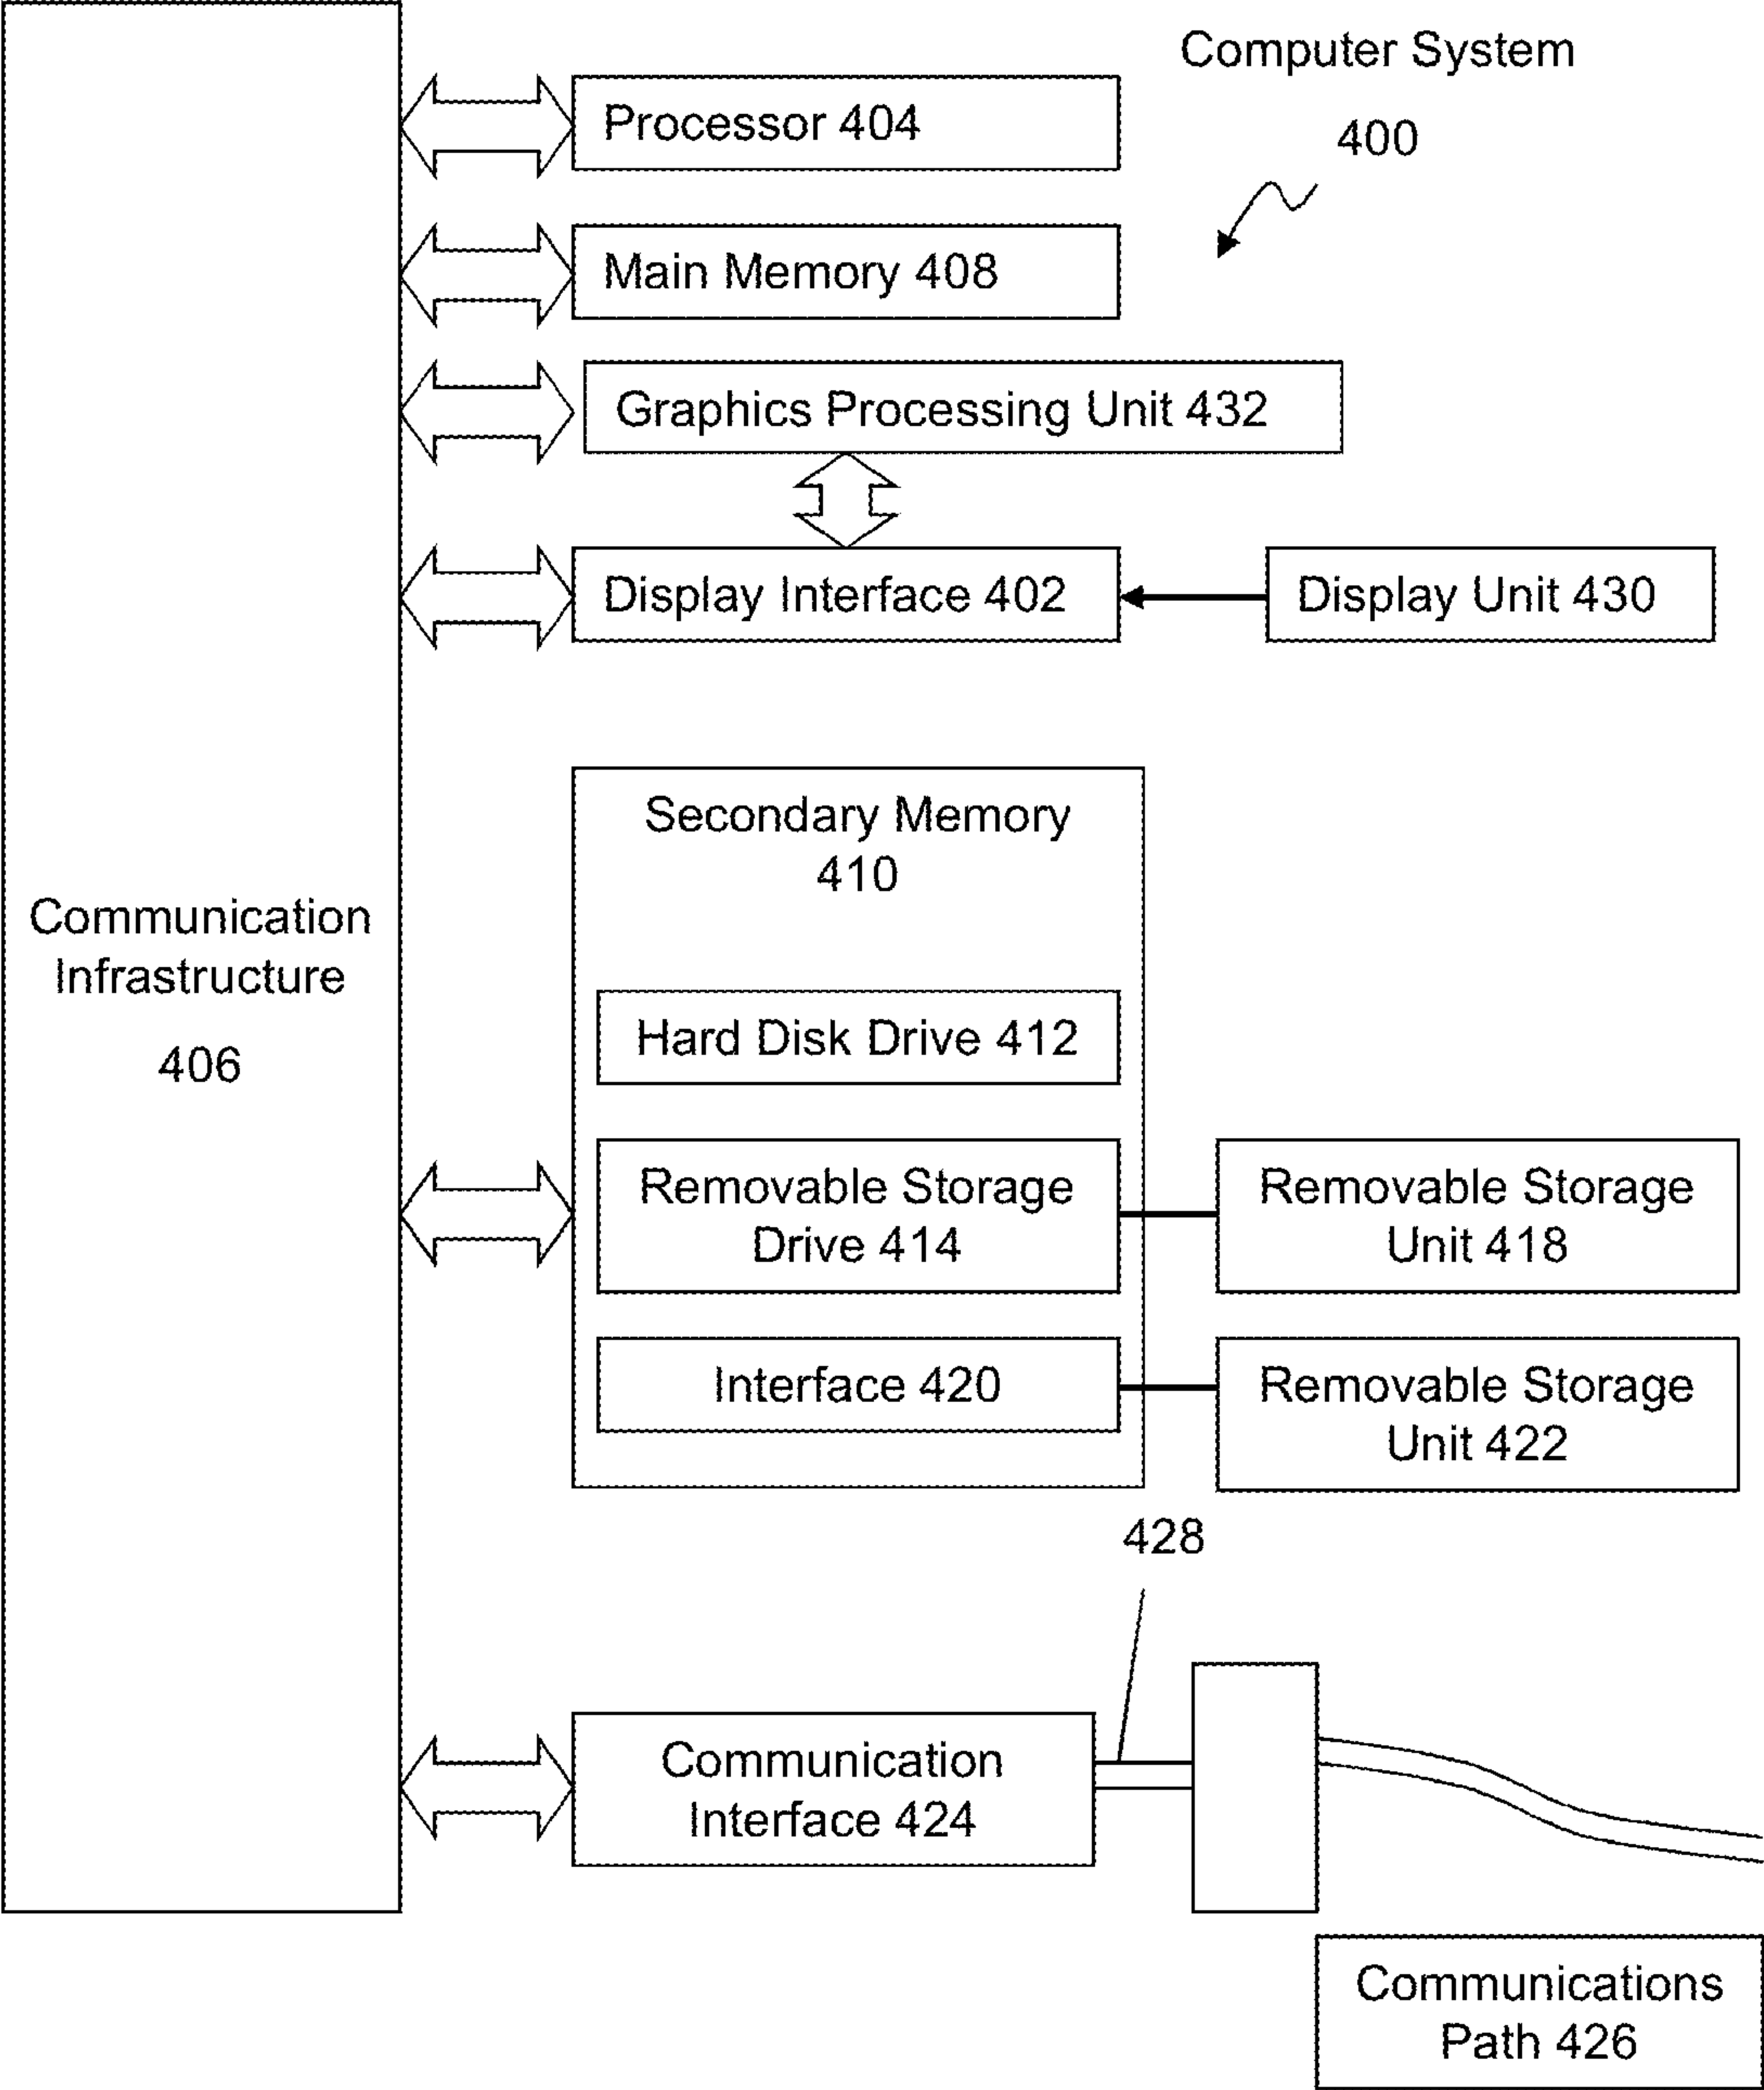 Computer System
400
Processor 404
Main Memory 408
Graphics Processing Unit 432
Display Interface 402
Display Unit 430
Communication
Infrastructure
406
Secondary Memory
410
Hard Disk Drive 412
Removable Storage
Drive 414
Removable Storage
Unit 418
Interface 420
Removable Storage
Unit 422
428
Communication
Interface 424
Communications
Path 426